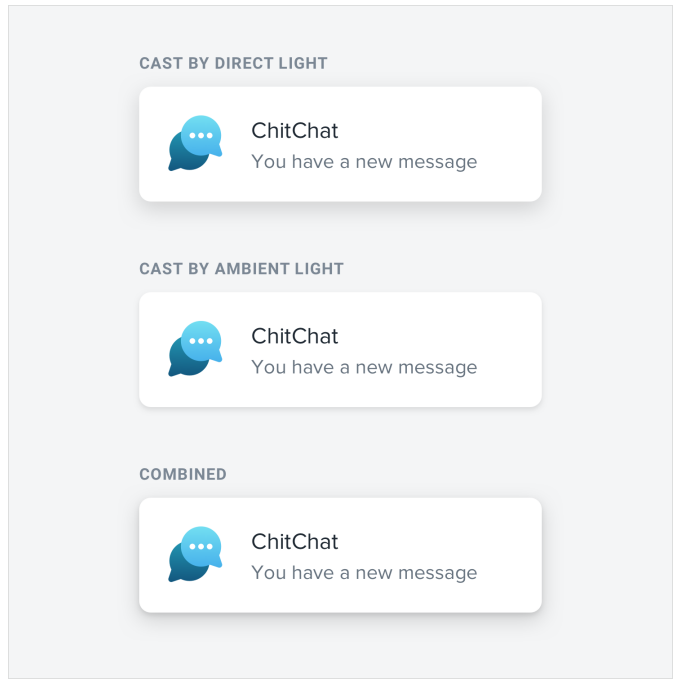 CAST BY DIRECT LIGHT
ChitChat
You have a new message
CAST BY AMBIENT LIGHT
ChitChat
You have a new message
COMBINED
ChitChat
You have a new message